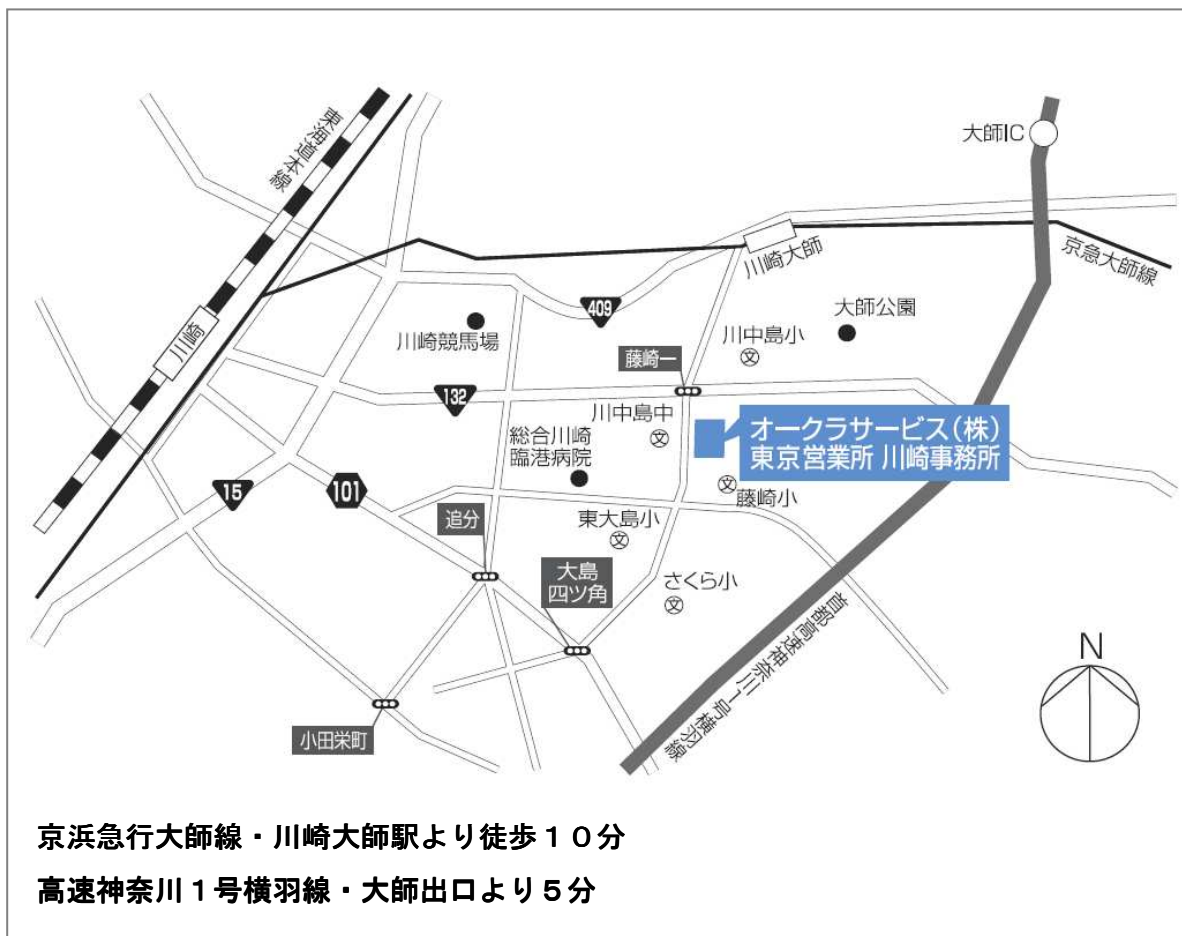 東海道本線
大師IC
川崎大師
京急大師線
409
大師公園
川崎
川崎競馬場
川中島小
文
藤崎一
132
川中島中
文
オークラサービス(株)
東京営業所 川崎事務所
総合川崎
臨港病院
15
101
文
藤崎小
追分
東大島小
文
大島
四ツ角
さくら小
文
首都高速神奈川1号横羽線
N
小田栄町
京浜急行大師線・川崎大師駅より徒歩10分
高速神奈川1号横羽線・大師出口より5分